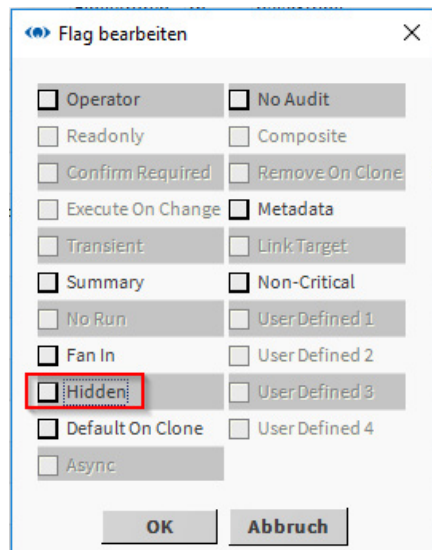 Flag bearbeiten
Operator
No Audit
Readonly
Composite
Confirm Required
Remove On Clone
Execute On Change
Metadata
Transient
Link Target
Summary
Non-Critical
No Run
User Defined 1
Fan In
User Defined 2
Hidden
User Defined 3
Default On Clone
User Defined 4
Async
OK
Abbruch